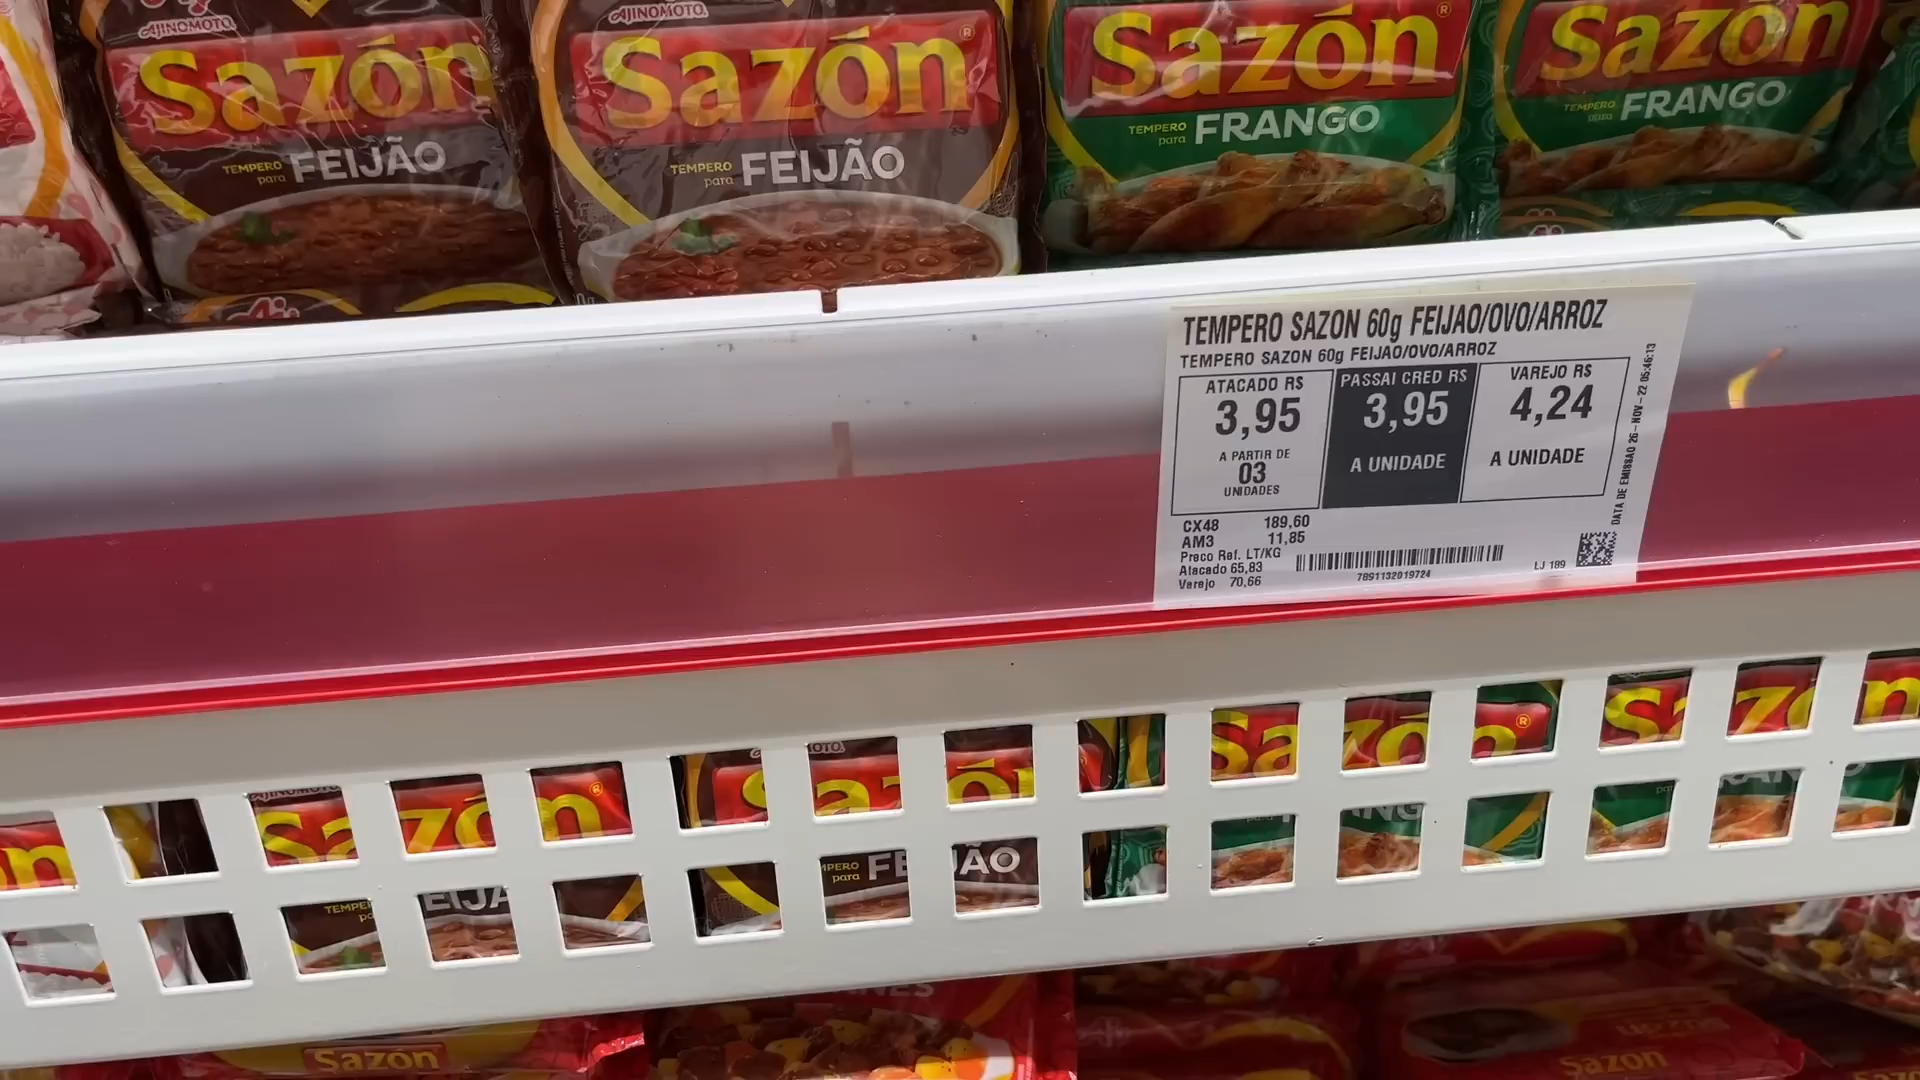 AJINOMOTO
Sazón
TEMPERO
para
FEIJÃO
AJINOMOTO
Sazón
TEMPERO
para
FEIJÃO
Sazón
TEMPERO
para
FRANGO
Sazón
TEMPERO
para
FRANGO
TEMPERO SAZON 60g FEIJAO/OVO/ARROZ
TEMPERO SAZON 60g FEIJAO/OVO/ARROZ
ATACADO R$
3,95
A PARTIR DE
03
UNIDADES
PASSAI CRED R$
3,95
A UNIDADE
VAREJO R$
4,24
A UNIDADE
CX48 189,60
AM3 11,85
Preco Ref. LT/KG
Atacado 65,83
Varejo 70,66
7891132019724
LJ 189
DATA DE EMISSAO 26-NOV-22 05:46:13
Sazón
Sazón